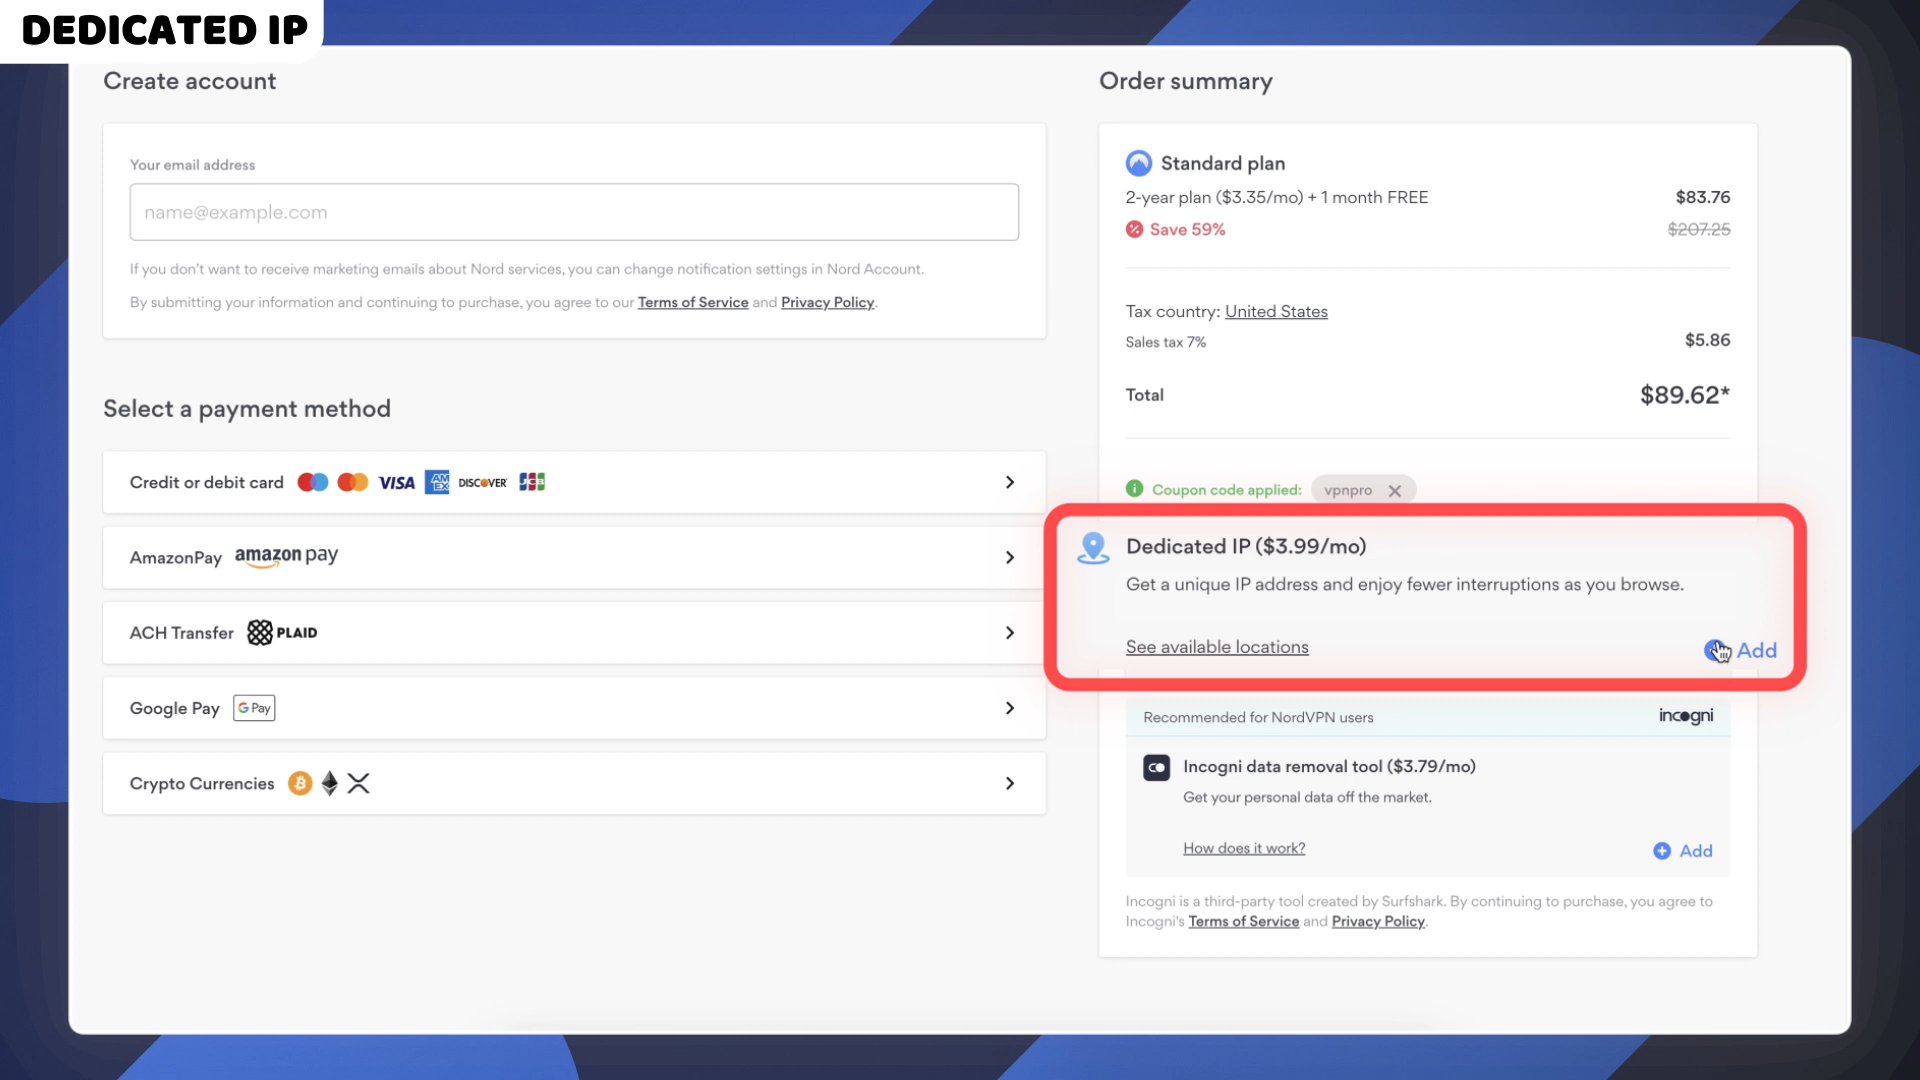 DEDICATED IP
Create account
Your email address
name@example.com
If you don't want to receive marketing emails about Nord services, you can change notification settings in Nord Account.
By submitting your information and continuing to purchase, you agree to our Terms of Service and Privacy Policy.
Select a payment method
Credit or debit card VISA AM EX DISCOVER JCB
AmazonPay amazon pay
ACH Transfer PLAID
Google Pay G Pay
Crypto Currencies
Order summary
Standard plan
2-year plan ($3.35/mo) + 1 month FREE $83.76
Save 59% $207.25
Tax country: United States
Sales tax 7% $5.86
Total $89.62*
Coupon code applied: vpnpro
Dedicated IP ($3.99/mo)
Get a unique IP address and enjoy fewer interruptions as you browse.
See available locations Add
Recommended for NordVPN users incogni
Incogni data removal tool ($3.79/mo)
Get your personal data off the market.
How does it work? Add
Incogni is a third-party tool created by Surfshark. By continuing to purchase, you agree to
Incogni's Terms of Service and Privacy Policy.